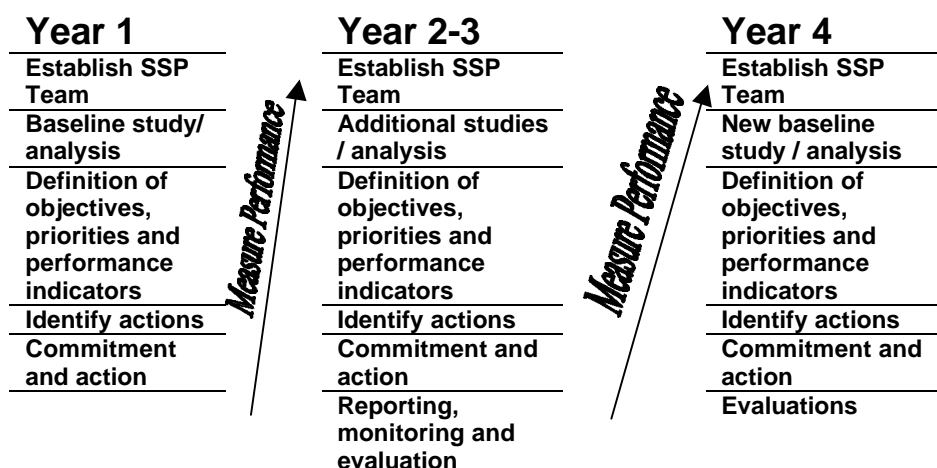 Year 1
Establish SSP
Team
Baseline study/
analysis
Definition of
objectives,
priorities and
performance
indicators
Identify actions
Commitment
and action
Measure Performance
Year 2-3
Establish SSP
Team
Additional studies
/ analysis
Definition of
objectives,
priorities and
performance
indicators
Identify actions
Commitment and
action
Reporting,
monitoring and
evaluation
Measure Performance
Year 4
Establish SSP
Team
New baseline
study / analysis
Definition of
objectives,
priorities and
performance
indicators
Identify actions
Commitment and
action
Evaluations